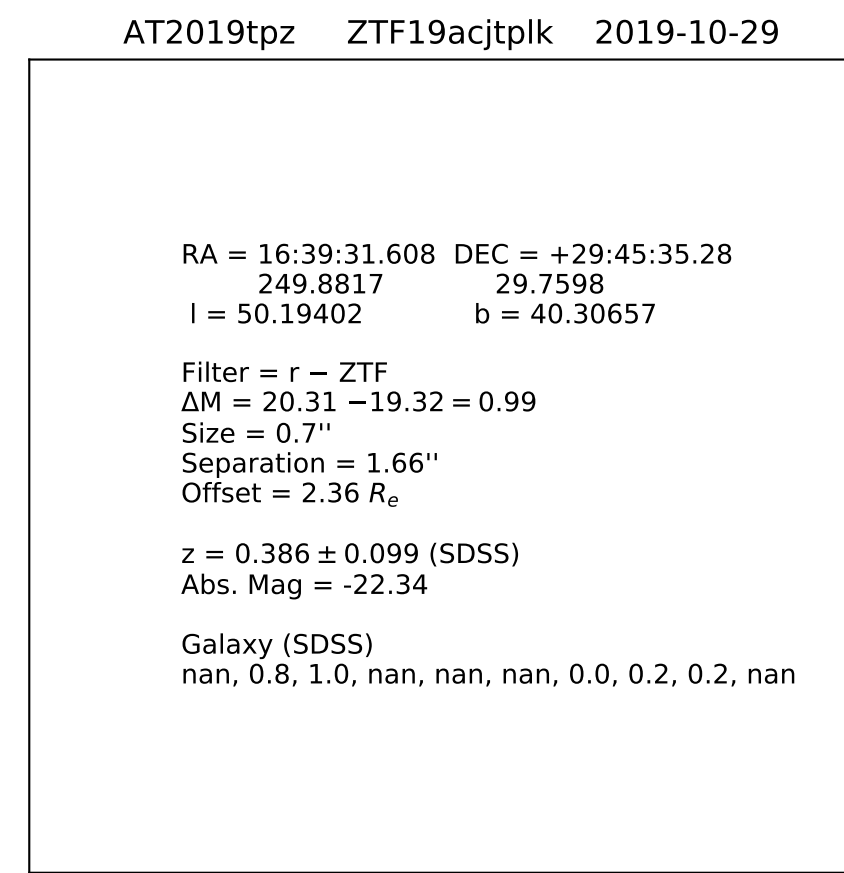 AT2019tpz ZTF19acjtplk 2019-10-29
RA = 16:39:31.608 DEC = +29:45:35.28
249.8817 29.7598
l = 50.19402 b = 40.30657
Filter = r − ZTF
ΔM = 20.31 −19.32 = 0.99
Size = 0.7''
Separation = 1.66''
Offset = 2.36 Rₑ
z = 0.386 ± 0.099 (SDSS)
Abs. Mag = -22.34
Galaxy (SDSS)
nan, 0.8, 1.0, nan, nan, nan, 0.0, 0.2, 0.2, nan